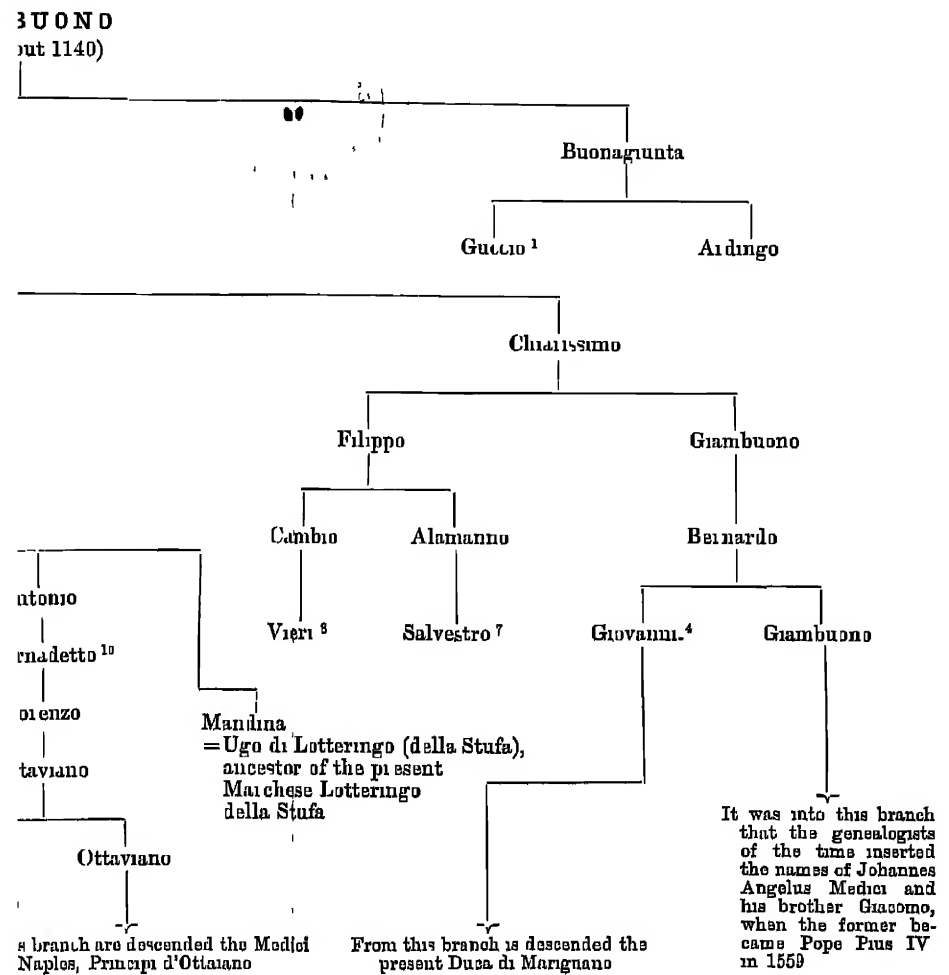 BUONO
out 1140)
Buonagiunta
Guccio 1 Ardingo
Chiarissimo
Filippo Giambuono
Cambio Alamanno Bernardo
ntonio
Vieri 8 Salvestro 7 Giovanni. 4 Giambuono
rnadetto 10
orenzo
Mandina
= Ugo di Lotteringo (della Stufa),
ancestor of the present
Marchese Lotteringo
della Stufa
ttaviano
Ottaviano
It was into this branch
that the genealogists
of the time inserted
the names of Johannes
Angelus Medici and
his brother Giacomo,
when the former be-
came Pope Pius IV
in 1559
s branch are descended the Medici
Naples, Principi d'Ottaiano
From this branch is descended the
present Duca di Marignano